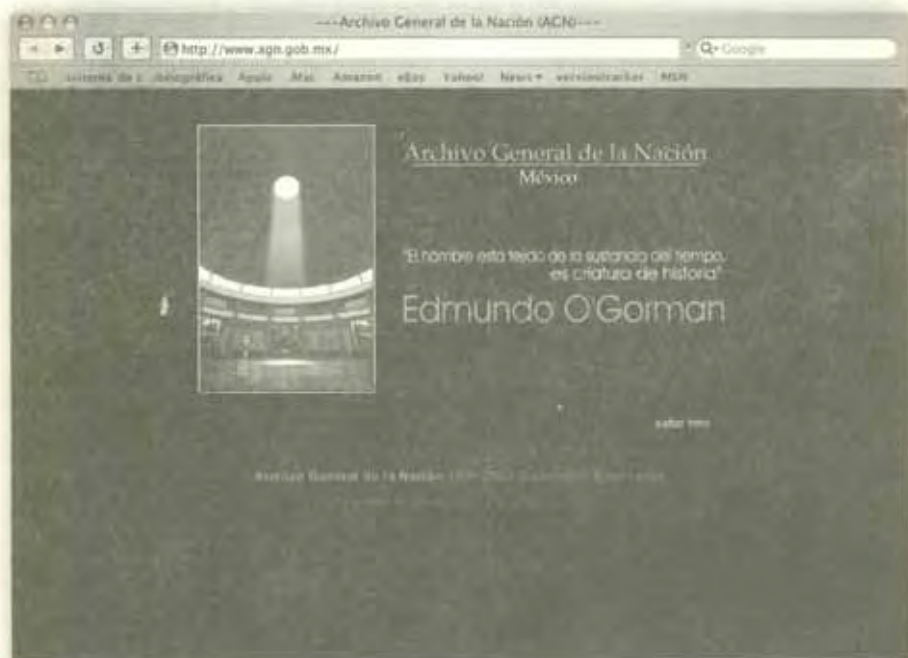 ---Archivo General de la Nación (AGN)---
http://www.agn.gob.mx/
Google
Apple Mac Amazon eBay Yahoo! News versiontracker MSN
Archivo General de la Nación
México
"El hombre está tejido de la sustancia del tiempo,
es criatura de historia"
Edmundo O'Gorman
Archivo General de la Nación